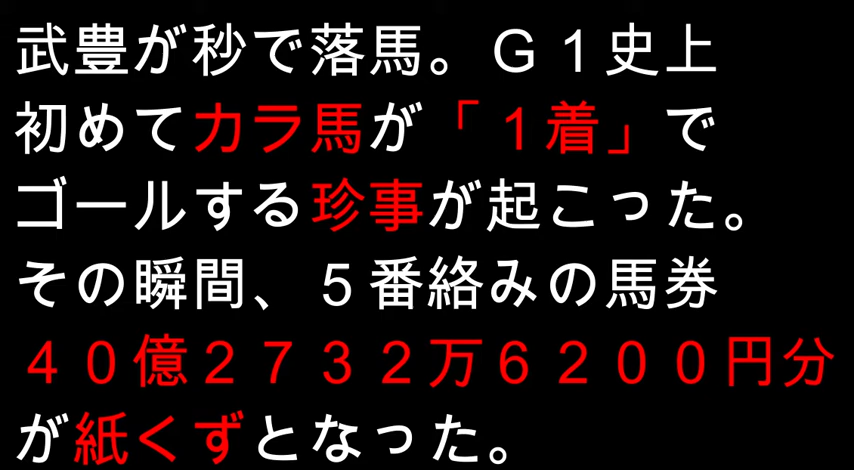 武豊が秒で落馬。Ｇ１史上
初めてカラ馬が「１着」で
ゴールする珍事が起こった。
その瞬間、５番絡みの馬券
４０億２７３２万６２００円分
が紙くずとなった。